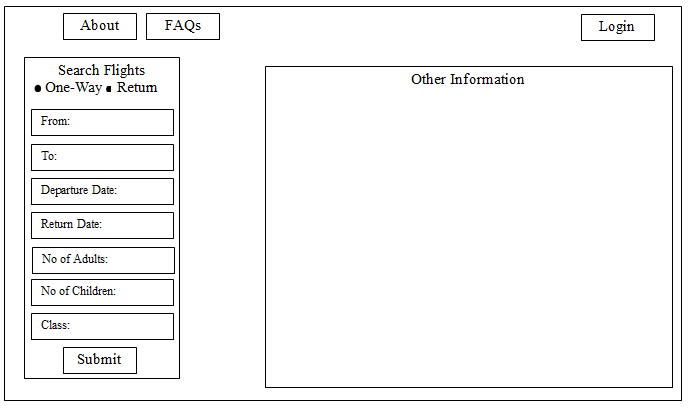 About FAQs Login
Search Flights
One-Way Return
From:
To:
Departure Date:
Return Date:
No of Adults:
No of Children:
Class:
Submit
Other Information